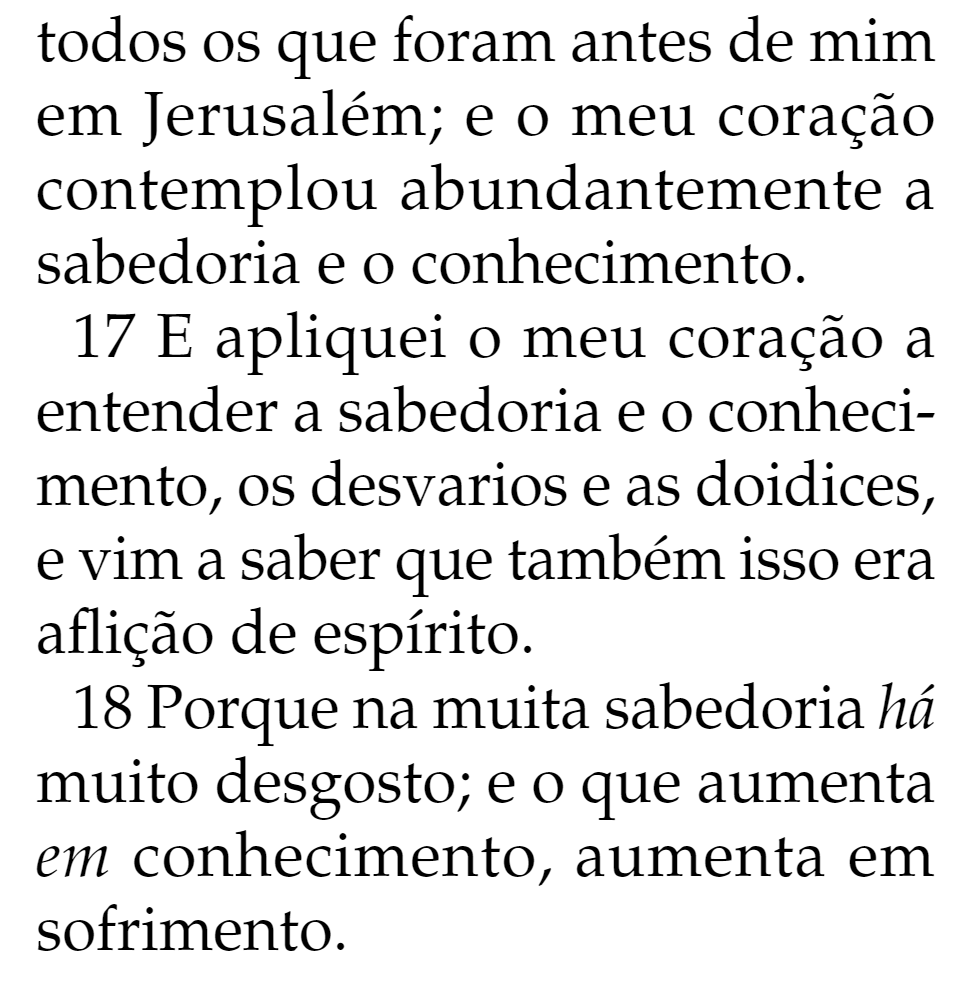 todos os que foram antes de mim
em Jerusalém; e o meu coração
contemplou abundantemente a
sabedoria e o conhecimento.
17 E apliquei o meu coração a
entender a sabedoria e o conheci-
mento, os desvarios e as doidices,
e vim a saber que também isso era
aflição de espírito.
18 Porque na muita sabedoria há
muito desgosto; e o que aumenta
em conhecimento, aumenta em
sofrimento.